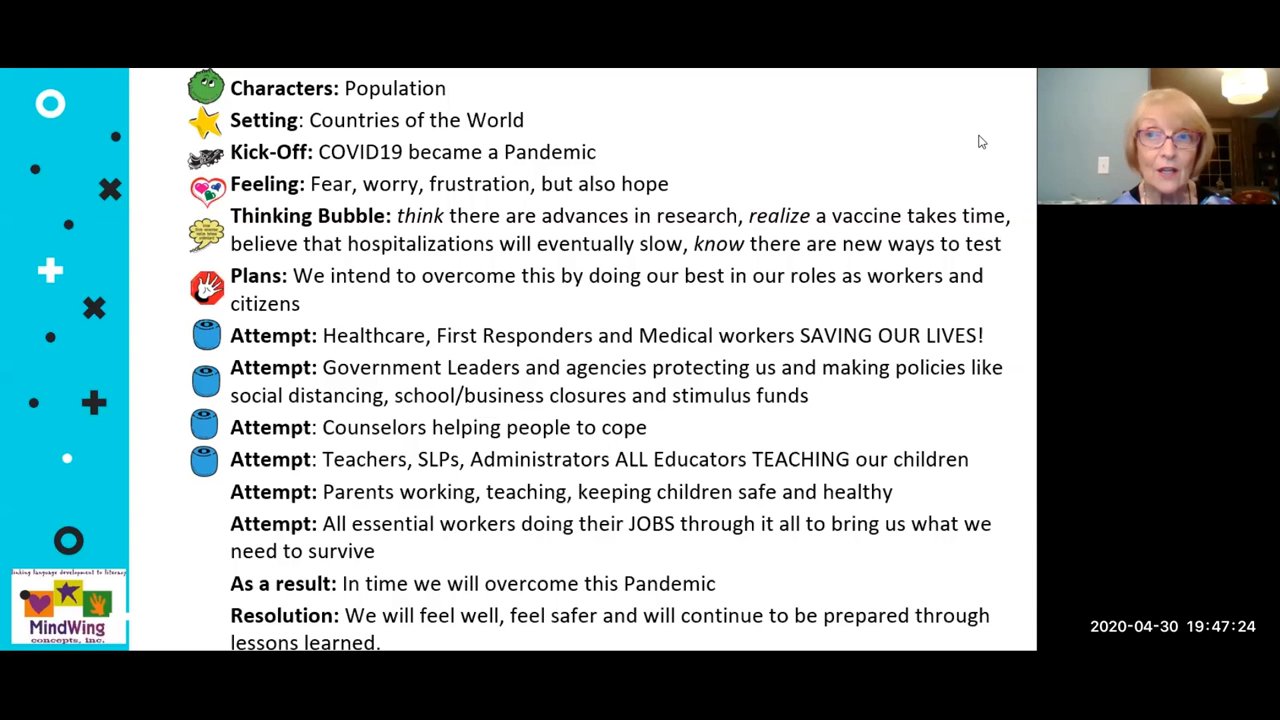 Characters: Population
Setting: Countries of the World
Kick-Off: COVID19 became a Pandemic
Feeling: Fear, worry, frustration, but also hope
Thinking Bubble: think there are advances in research, realize a vaccine takes time,
believe that hospitalizations will eventually slow, know there are new ways to test
Plans: We intend to overcome this by doing our best in our roles as workers and
citizens
Attempt: Healthcare, First Responders and Medical workers SAVING OUR LIVES!
Attempt: Government Leaders and agencies protecting us and making policies like
social distancing, school/business closures and stimulus funds
Attempt: Counselors helping people to cope
Attempt: Teachers, SLPs, Administrators ALL Educators TEACHING our children
Attempt: Parents working, teaching, keeping children safe and healthy
Attempt: All essential workers doing their JOBS through it all to bring us what we
need to survive
As a result: In time we will overcome this Pandemic
Resolution: We will feel well, feel safer and will continue to be prepared through
lessons learned.
linking language development to literacy
MindWing
concepts, inc.
2020-04-30 19:47:24